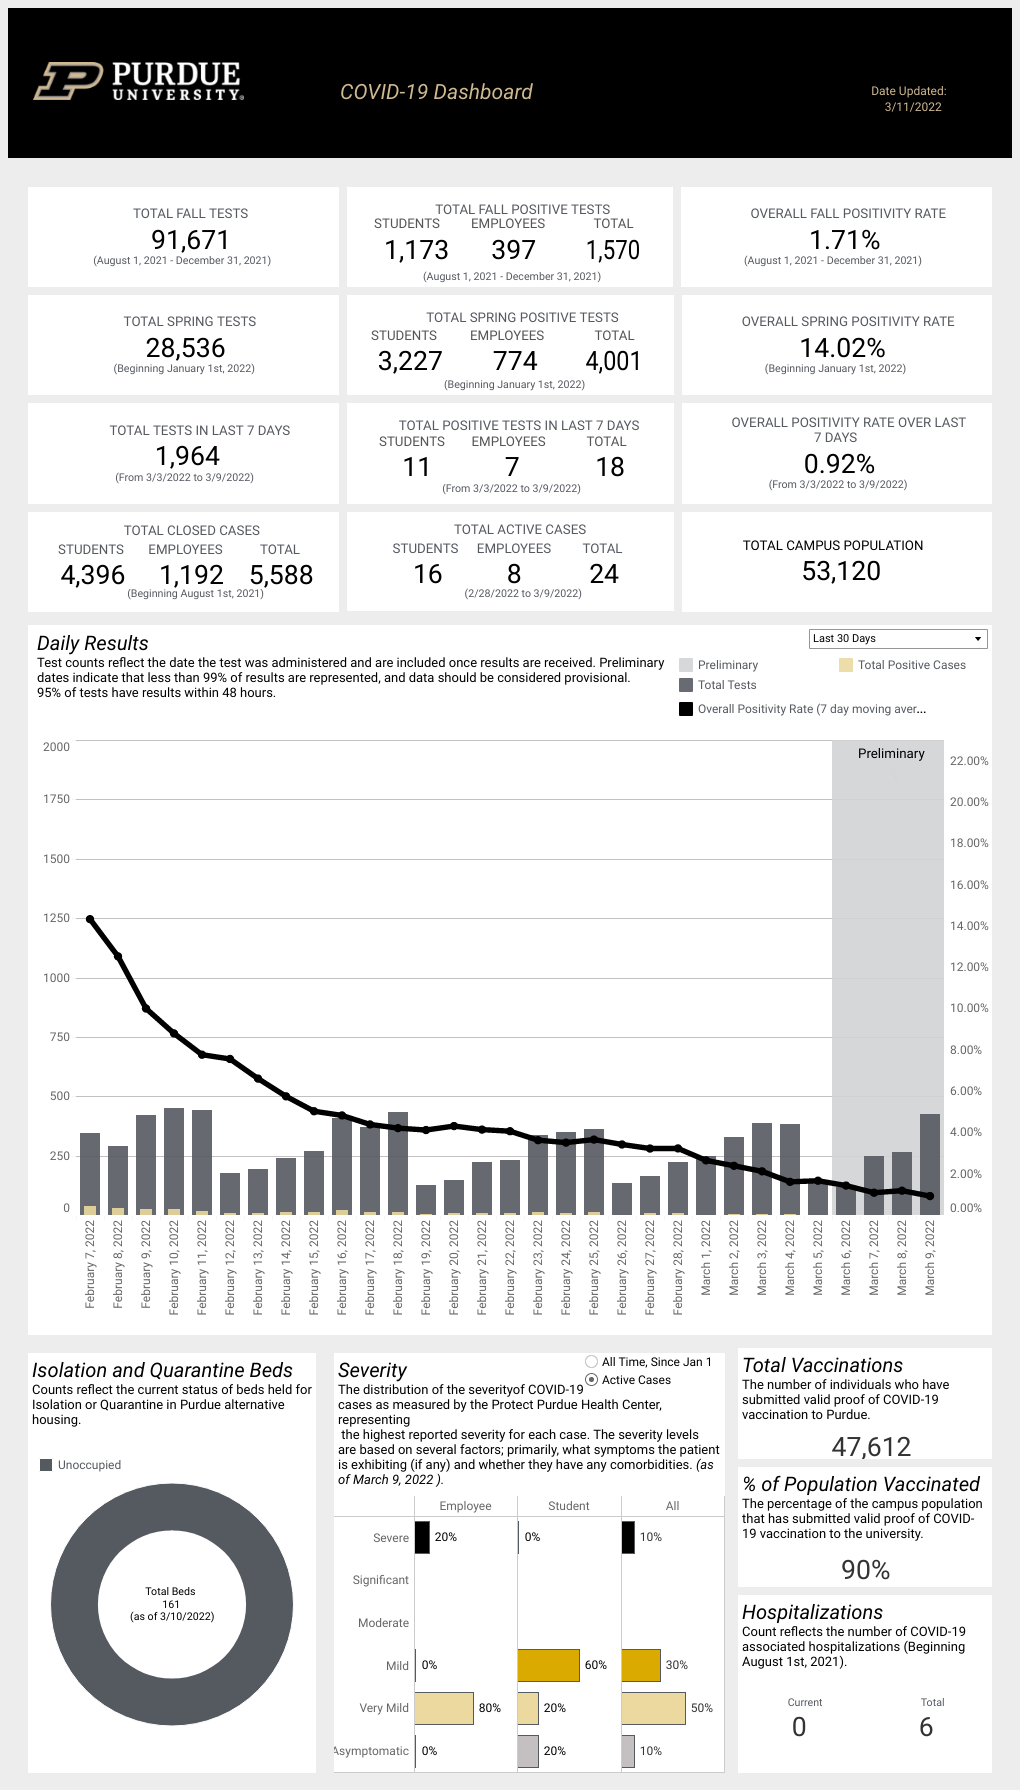 PURDUE
UNIVERSITY®
COVID-19 Dashboard
Date Updated:
3/11/2022
TOTAL FALL TESTS
91,671
(August 1, 2021 - December 31, 2021)
TOTAL FALL POSITIVE TESTS
STUDENTS EMPLOYEES TOTAL
1,173 397 1,570
(August 1, 2021 - December 31, 2021)
OVERALL FALL POSITIVITY RATE
1.71%
(August 1, 2021 - December 31, 2021)
TOTAL SPRING TESTS
28,536
(Beginning January 1st, 2022)
TOTAL SPRING POSITIVE TESTS
STUDENTS EMPLOYEES TOTAL
3,227 774 4,001
(Beginning January 1st, 2022)
OVERALL SPRING POSITIVITY RATE
14.02%
(Beginning January 1st, 2022)
TOTAL TESTS IN LAST 7 DAYS
1,964
(From 3/3/2022 to 3/9/2022)
TOTAL POSITIVE TESTS IN LAST 7 DAYS
STUDENTS EMPLOYEES TOTAL
11 7 18
(From 3/3/2022 to 3/9/2022)
OVERALL POSITIVITY RATE OVER LAST
7 DAYS
0.92%
(From 3/3/2022 to 3/9/2022)
TOTAL CLOSED CASES
STUDENTS EMPLOYEES TOTAL
4,396 1,192 5,588
(Beginning August 1st, 2021)
TOTAL ACTIVE CASES
STUDENTS EMPLOYEES TOTAL
16 8 24
(2/28/2022 to 3/9/2022)
TOTAL CAMPUS POPULATION
53,120
Daily Results
Test counts reflect the date the test was administered and are included once results are received. Preliminary
dates indicate that less than 99% of results are represented, and data should be considered provisional.
95% of tests have results within 48 hours.
Last 30 Days
Preliminary Total Positive Cases
Total Tests
Overall Positivity Rate (7 day moving aver...
Preliminary
2000
1750
1500
1250
1000
750
500
250
0
22.00%
20.00%
18.00%
16.00%
14.00%
12.00%
10.00%
8.00%
6.00%
4.00%
2.00%
0.00%
February 7, 2022
February 8, 2022
February 9, 2022
February 10, 2022
February 11, 2022
February 12, 2022
February 13, 2022
February 14, 2022
February 15, 2022
February 16, 2022
February 17, 2022
February 18, 2022
February 19, 2022
February 20, 2022
February 21, 2022
February 22, 2022
February 23, 2022
February 24, 2022
February 25, 2022
February 26, 2022
February 27, 2022
February 28, 2022
March 1, 2022
March 2, 2022
March 3, 2022
March 4, 2022
March 5, 2022
March 6, 2022
March 7, 2022
March 8, 2022
March 9, 2022
Isolation and Quarantine Beds
Counts reflect the current status of beds held for
Isolation or Quarantine in Purdue alternative
housing.
Unoccupied
Total Beds
161
(as of 3/10/2022)
Severity
All Time, Since Jan 1
Active Cases
The distribution of the severityof COVID-19
cases as measured by the Protect Purdue Health Center,
representing
the highest reported severity for each case. The severity levels
are based on several factors; primarily, what symptoms the patient
is exhibiting (if any) and whether they have any comorbidities. (as
of March 9, 2022 ).
Employee Student All
Severe 20% 0% 10%
Significant
Moderate
Mild 0% 60% 30%
Very Mild 80% 20% 50%
Asymptomatic 0% 20% 10%
Total Vaccinations
The number of individuals who have
submitted valid proof of COVID-19
vaccination to Purdue.
47,612
% of Population Vaccinated
The percentage of the campus population
that has submitted valid proof of COVID-
19 vaccination to the university.
90%
Hospitalizations
Count reflects the number of COVID-19
associated hospitalizations (Beginning
August 1st, 2021).
Current Total
0 6